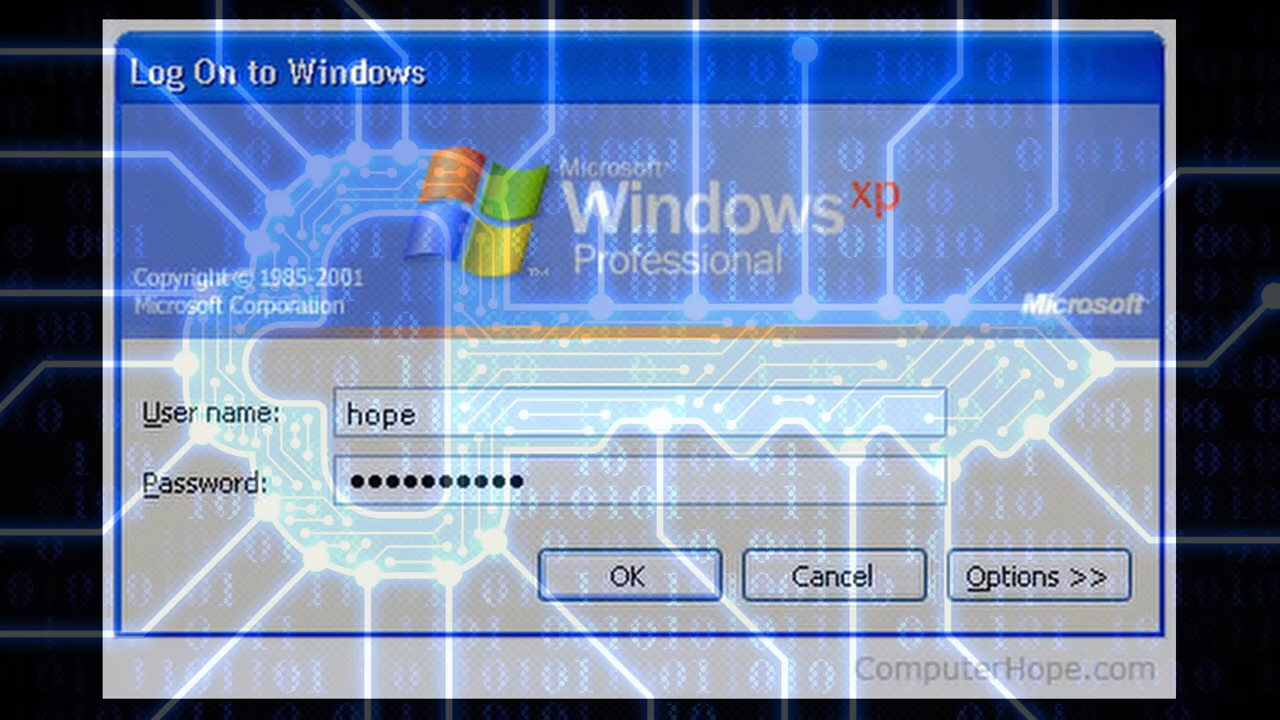 Log On to Windows
Microsoft
Windows xp
Professional
Copyright © 1985-2001
Microsoft Corporation
Microsoft
User name: hope
Password: ••••••••••
OK Cancel Options >>
ComputerHope.com